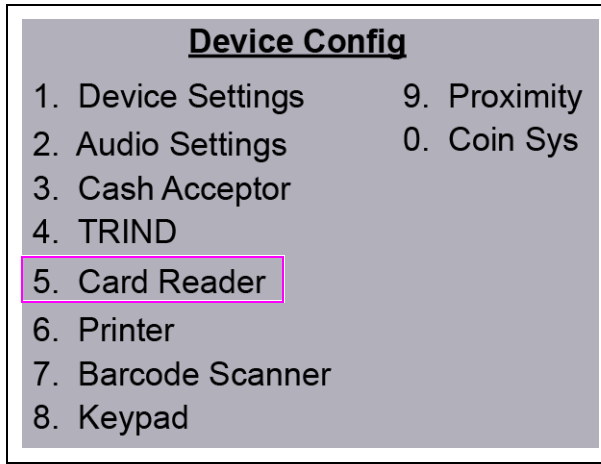 Device Config
1. Device Settings
2. Audio Settings
3. Cash Acceptor
4. TRIND
5. Card Reader
6. Printer
7. Barcode Scanner
8. Keypad
9. Proximity
0. Coin Sys